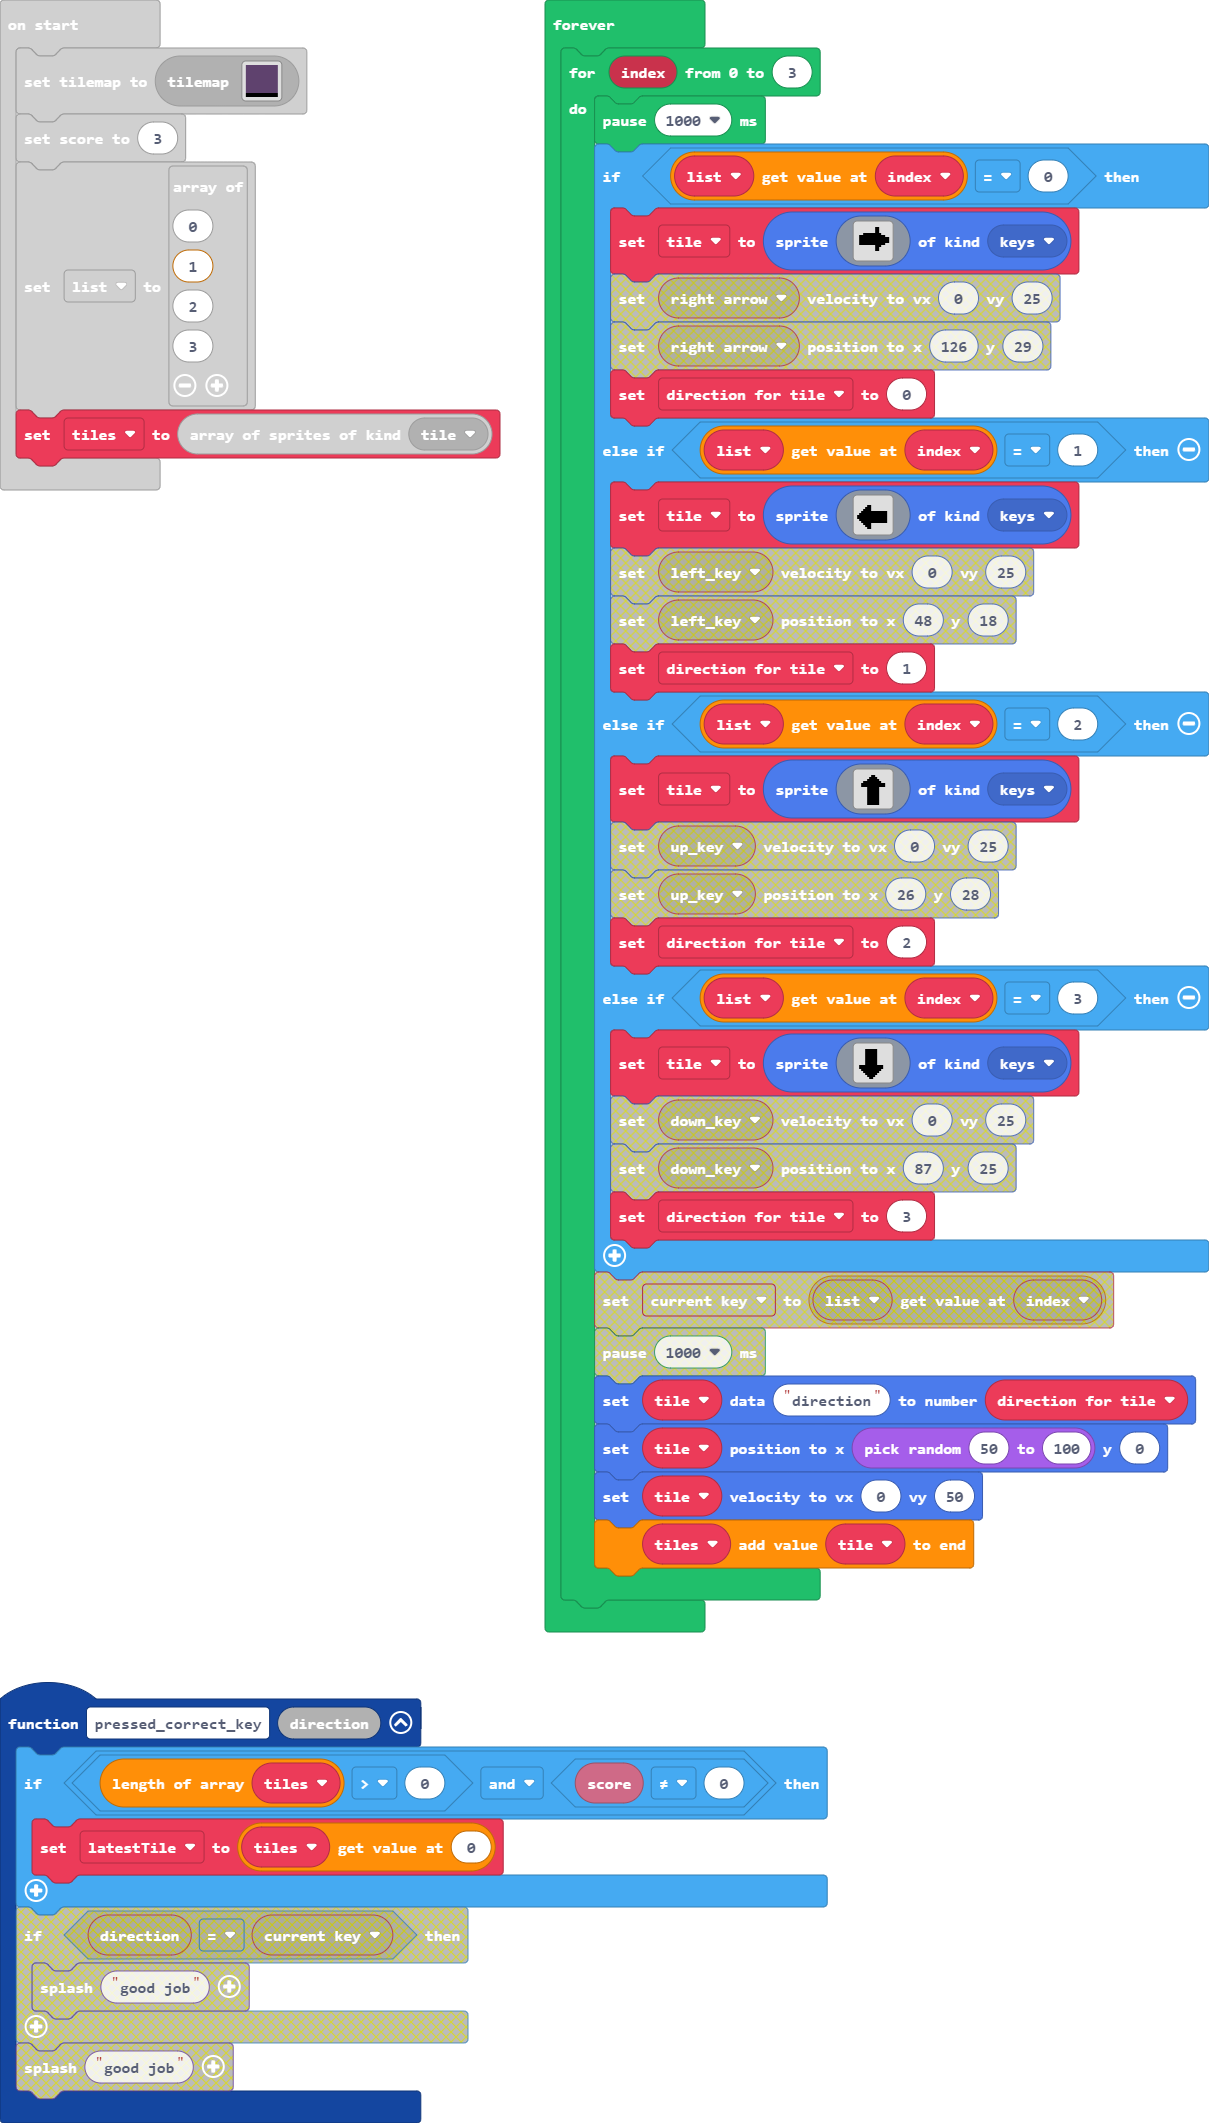 on start
set tilemap to tilemap
set score to 3
set list to array of
0
1
2
3
set tiles to array of sprites of kind tile
forever
for index from 0 to 3
do
pause 1000 ms
if list get value at index = 0 then
set tile to sprite of kind keys
set right arrow velocity to vx 0 vy 25
set right arrow position to x 126 y 29
set direction for tile to 0
else if list get value at index = 1 then
set tile to sprite of kind keys
set left_key velocity to vx 0 vy 25
set left_key position to x 48 y 18
set direction for tile to 1
else if list get value at index = 2 then
set tile to sprite of kind keys
set up_key velocity to vx 0 vy 25
set up_key position to x 26 y 28
set direction for tile to 2
else if list get value at index = 3 then
set tile to sprite of kind keys
set down_key velocity to vx 0 vy 25
set down_key position to x 87 y 25
set direction for tile to 3
set current key to list get value at index
pause 1000 ms
set tile data "direction" to number direction for tile
set tile position to x pick random 50 to 100 y 0
set tile velocity to vx 0 vy 50
tiles add value tile to end
function pressed_correct_key direction
if length of array tiles > 0 and score ≠ 0 then
set latestTile to tiles get value at 0
if direction = current key then
splash "good job"
splash "good job"